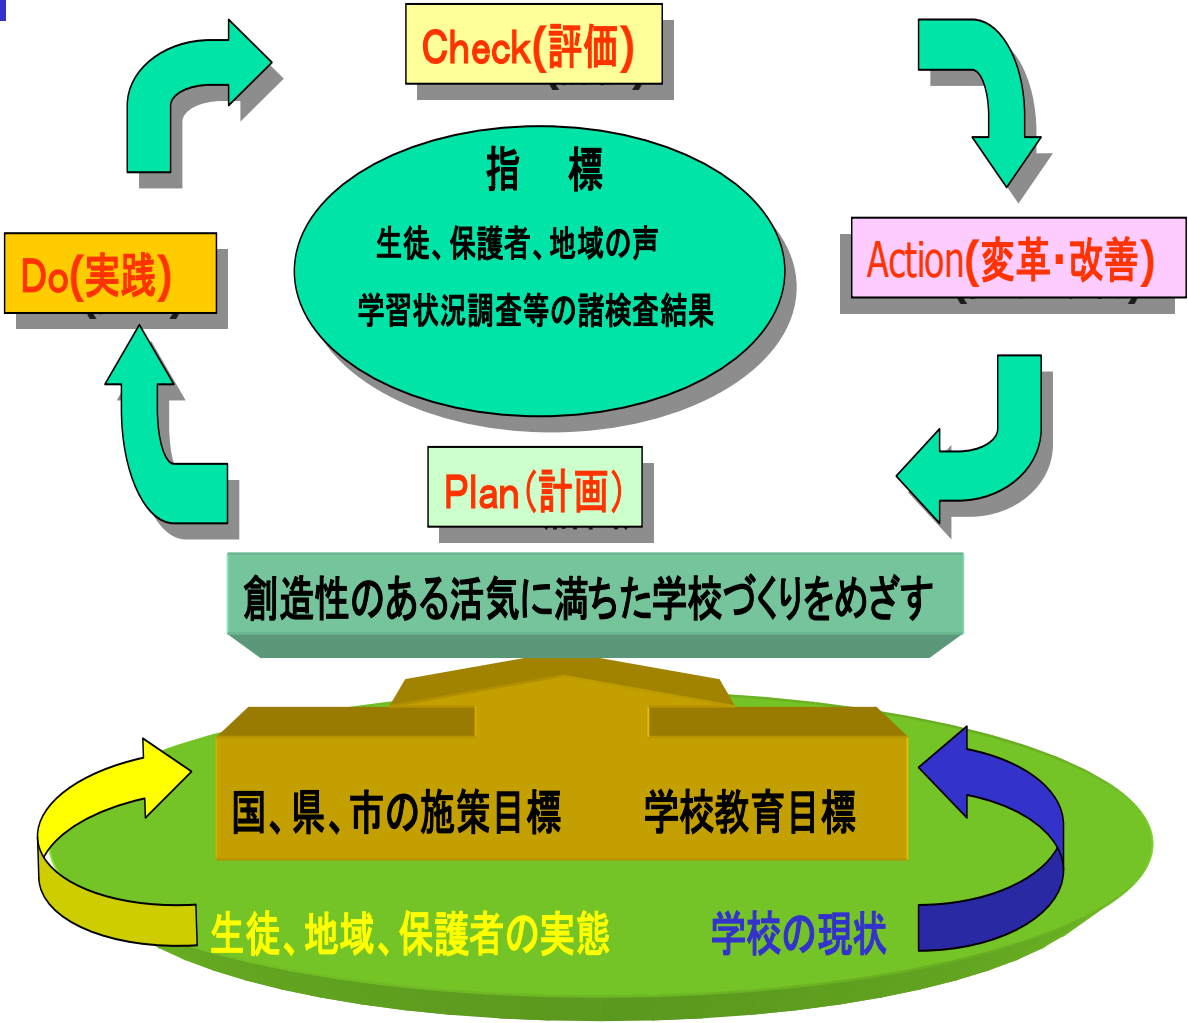 Check(評価)
指　標
生徒、保護者、地域の声
学習状況調査等の諸検査結果
Do(実践)
Action(変革・改善)
Plan(計画)
創造性のある活気に満ちた学校づくりをめざす
国、県、市の施策目標　　学校教育目標
生徒、地域、保護者の実態　　学校の現状